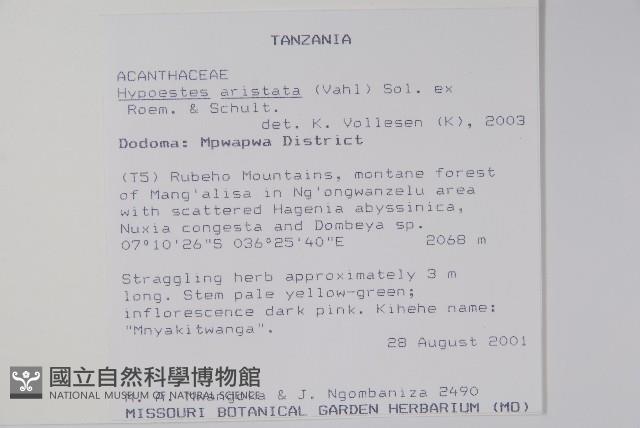 TANZANIA
ACANTHACEAE
Hypoestes aristata (Vahl) Sol. ex
Roem. & Schult.
det. K. Vollesen (K), 2003
Dodoma: Mpwapwa District
(T5) Rubeho Mountains, montane forest
of Mang'alisa in Ng'ongwanzelu area
with scattered Hagenia abyssinica,
Nuxia congesta and Dombeya sp.
07°10'26"S 036°25'40"E 2068 m
Straggling herb approximately 3 m
long. Stem pale yellow-green;
inflorescence dark pink. Kihehe name:
"Mnyakitwanga".
28 August 2001
國立自然科學博物館
NATIONAL MUSEUM OF NATURAL SCIENCE
& J. Ngombaniza 2490
MISSOURI BOTANICAL GARDEN HERBARIUM (MO)